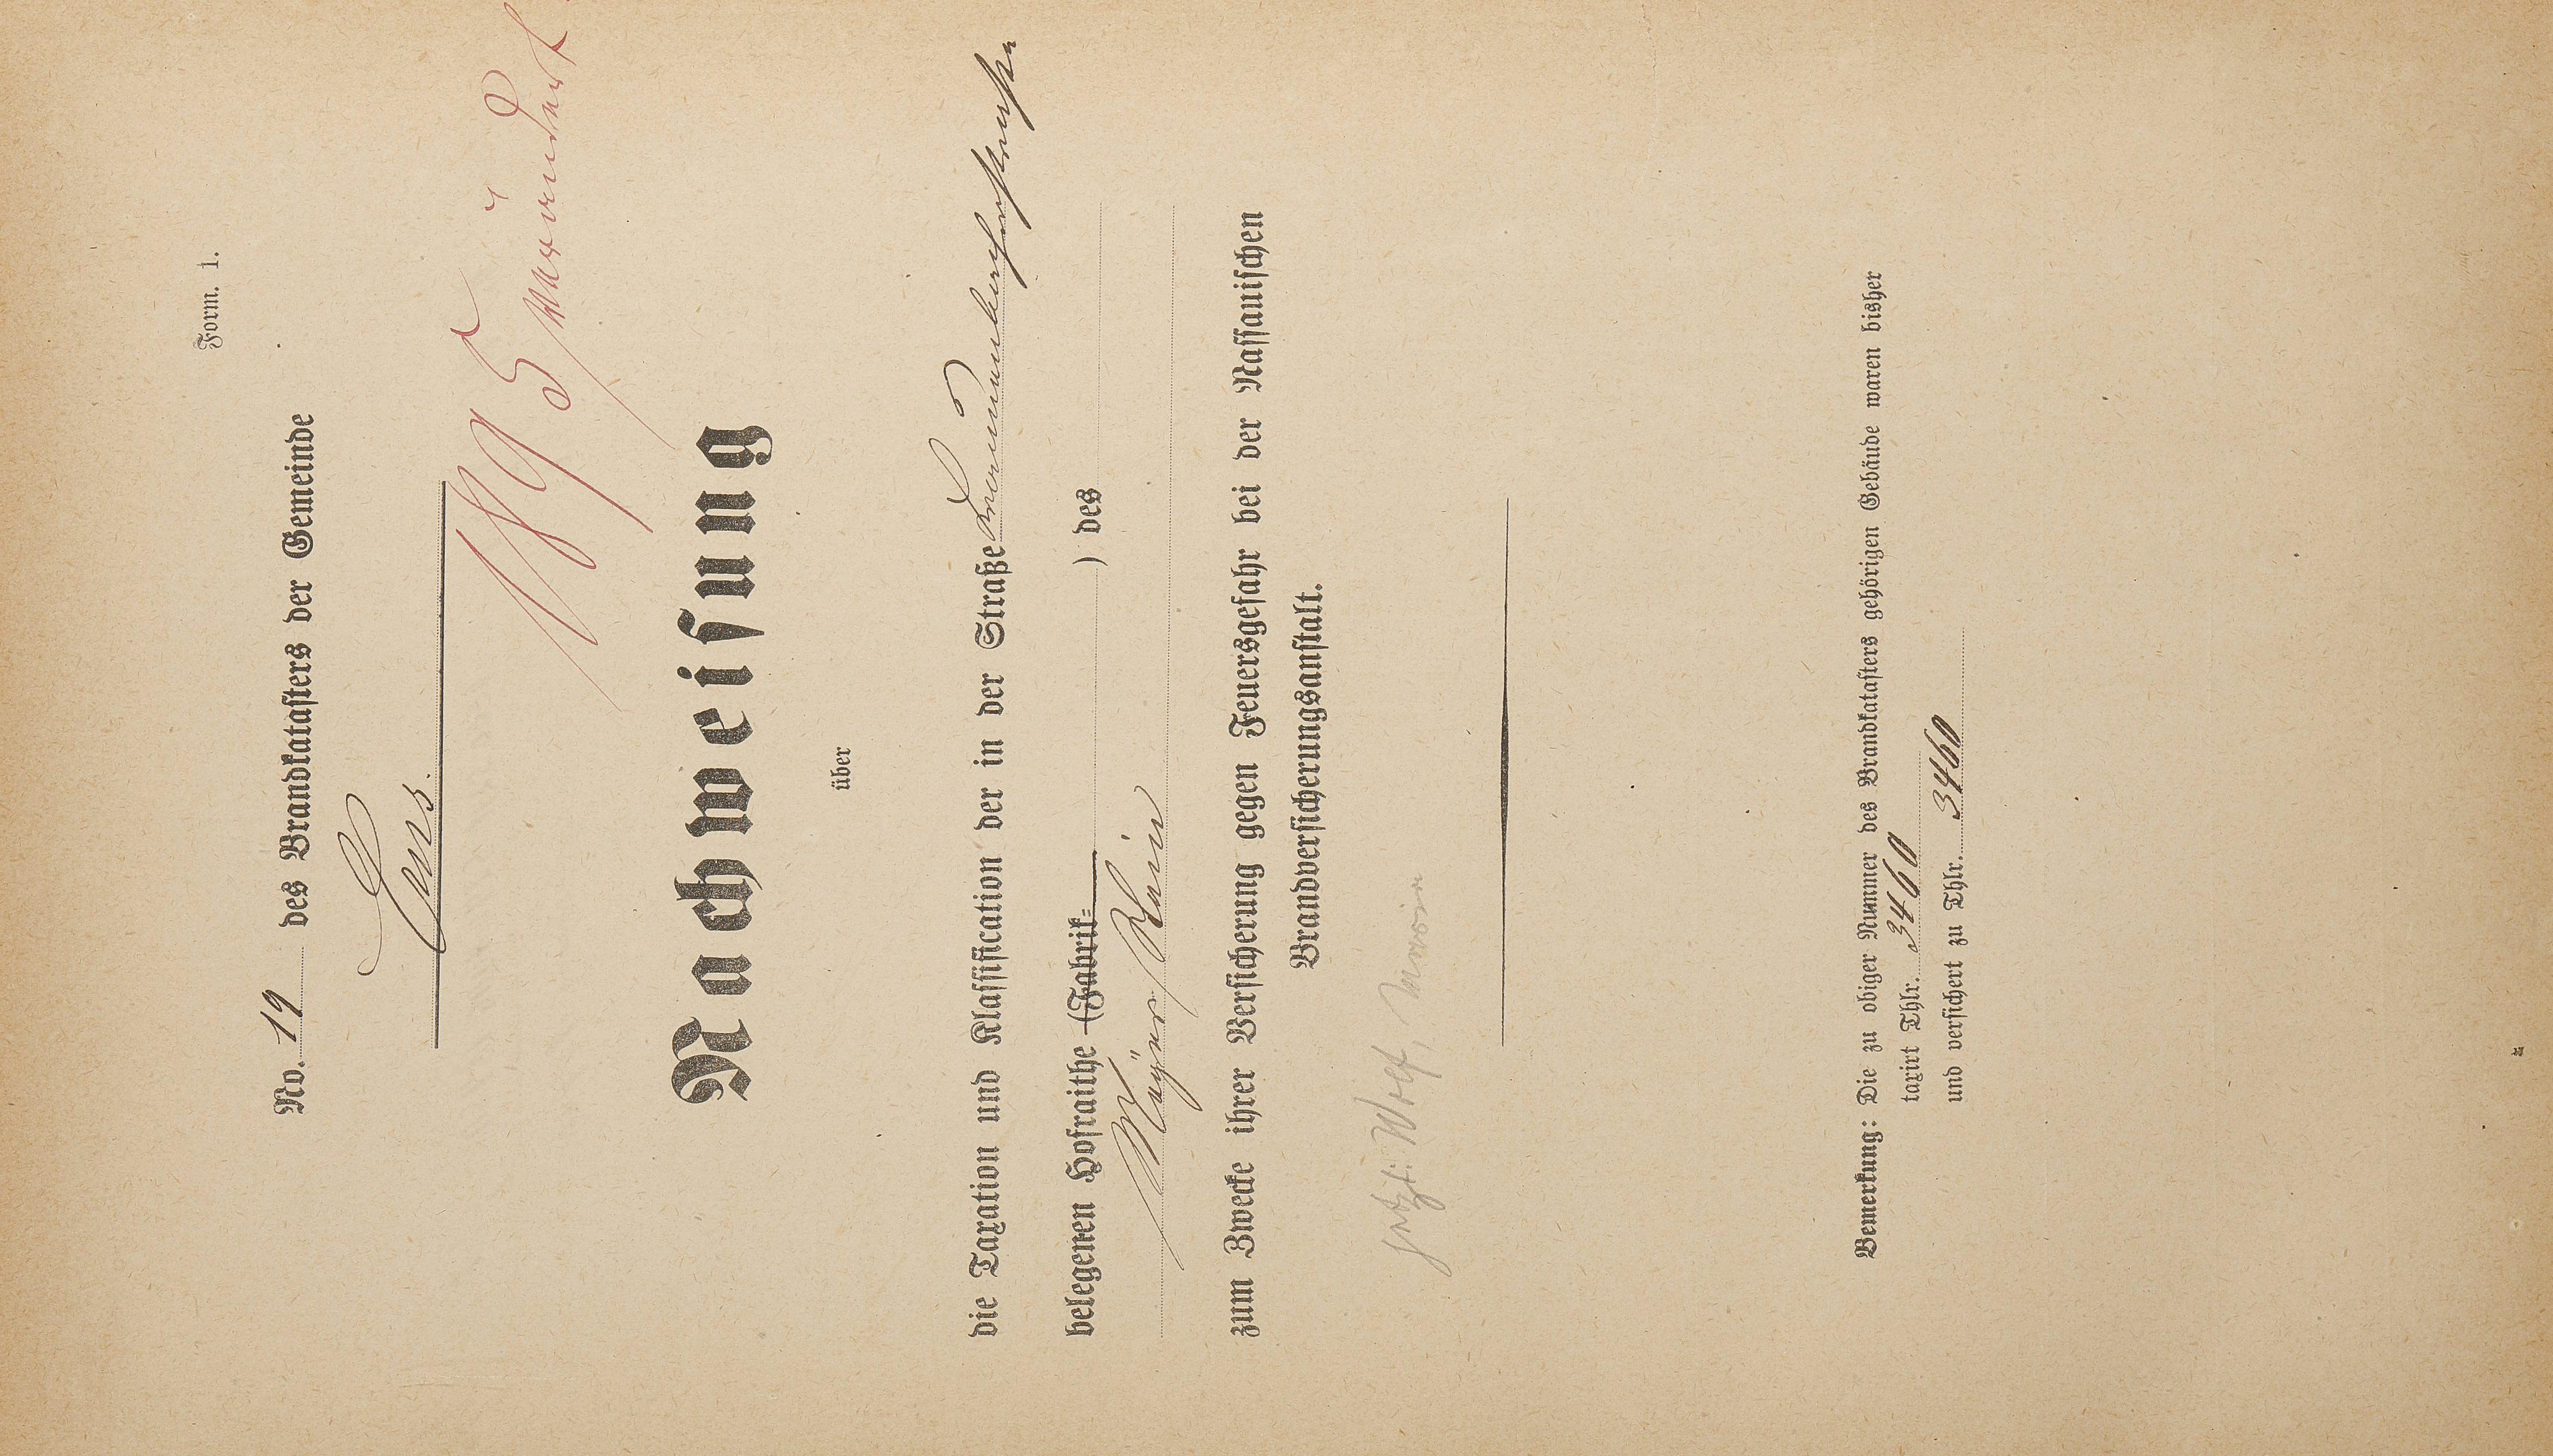 Form. 1.
No. 19 des Brandkatasters der Gemeinde
Ems.
Nachweisung
über
die Taxation und Klassification der in der Straße
belegenen Hofraithe (Fabrik= ) des
zum Zwecke ihrer Versicherung gegen Feuersgefahr bei der Nassauischen
Brandversicherungsanstalt.
jetzt: Wolf,
Bemerkung: Die zu obiger Nummer des Brandkatasters gehörigen Gebäude waren bisher
taxirt Thlr. 3460
und versichert zu Thlr. 3460